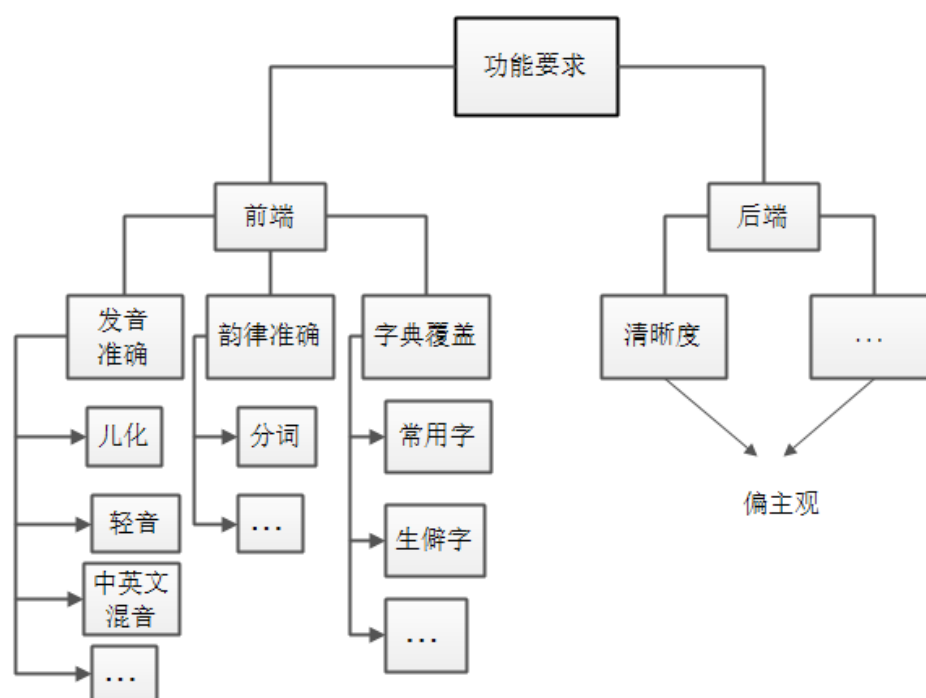 功能要求
前端
后端
发音
准确
韵律准确
字典覆盖
清晰度
...
儿化
分词
常用字
轻音
...
生僻字
偏主观
中英文
混音
...
...